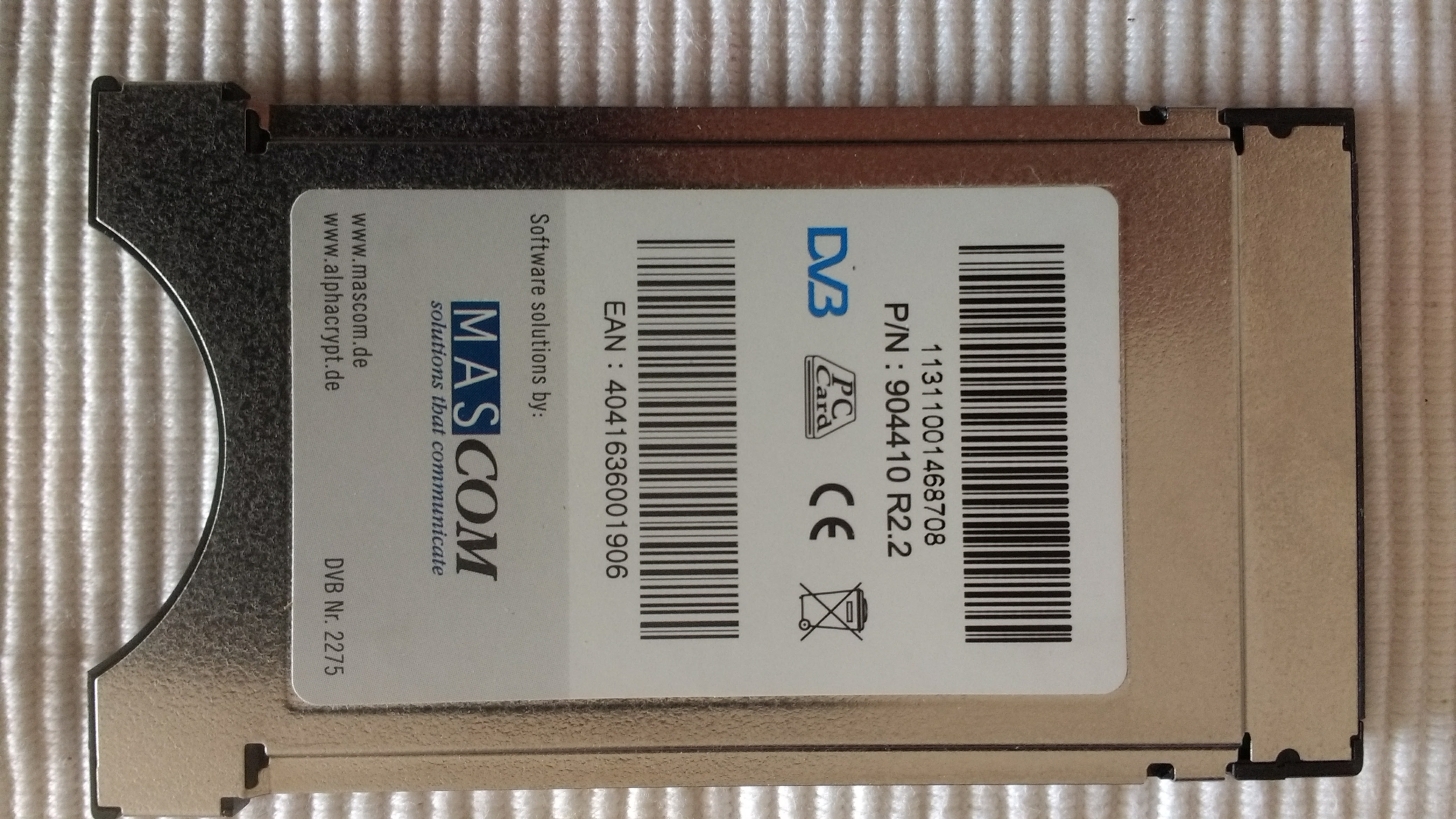 11311001468708
P/N : 904410 R2.2
DVB
PC
Card
CE
EAN : 4041636001906
Software solutions by:
MASCOM
solutions that communicate
www.mascom.de
www.alphacrypt.de
DVB Nr. 2275